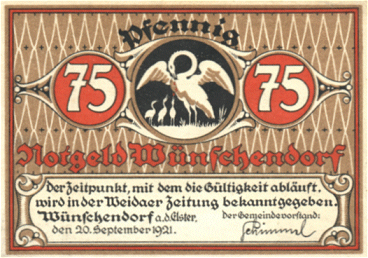 Pfennig
75 75
Notgeld Wünschendorf
Der Zeitpunkt, mit dem die Gültigkeit abläuft,
wird in der Weidaer Zeitung bekanntgegeben.
Wünschendorf a.d. Elster. der Gemeindevorstand:
den 20. September 1921. Schimmel